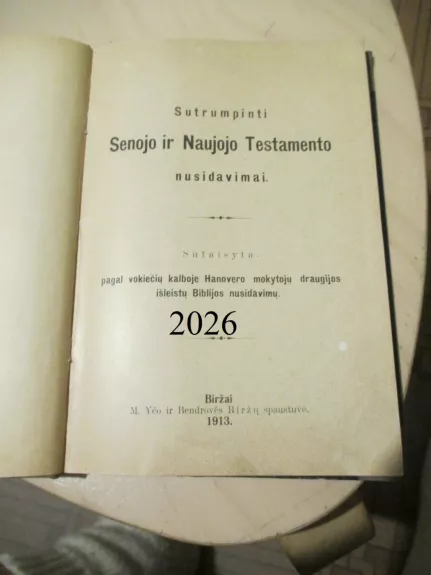 Sutrumpinti
Senojo ir Naujojo Testamento
nusidavimai.
Sutaisyta
pagal vokiečių kalboje Hanovero mokytojų draugijos
išleistų Biblijos nusidavimų.
2026
Biržai
M. Yčo ir Bendrovės Biržų spaustuvė.
1913.